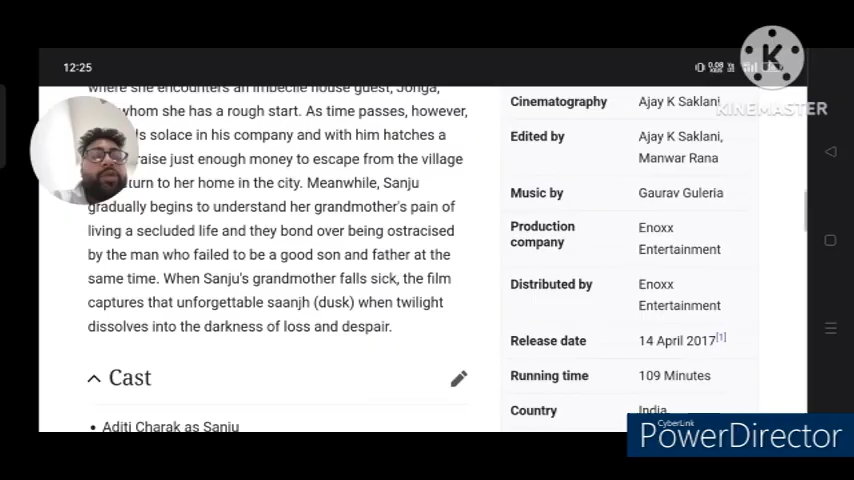 12:25
0.08
KINEMASTER
where she encounters an imbecile house guest, Jonga,
whom she has a rough start. As time passes, however,
solace in his company and with him hatches a
raise just enough money to escape from the village
turn to her home in the city. Meanwhile, Sanju
gradually begins to understand her grandmother's pain of
living a secluded life and they bond over being ostracised
by the man who failed to be a good son and father at the
same time. When Sanju's grandmother falls sick, the film
captures that unforgettable saanjh (dusk) when twilight
dissolves into the darkness of loss and despair.
Cast
• Aditi Charak as Sanju
Cinematography Ajay K Saklani
Edited by Ajay K Saklani,
Manwar Rana
Music by Gaurav Guleria
Production Enoxx
company Entertainment
Distributed by Enoxx
Entertainment
Release date 14 April 2017[1]
Running time 109 Minutes
Country India
CyberLink
PowerDirector